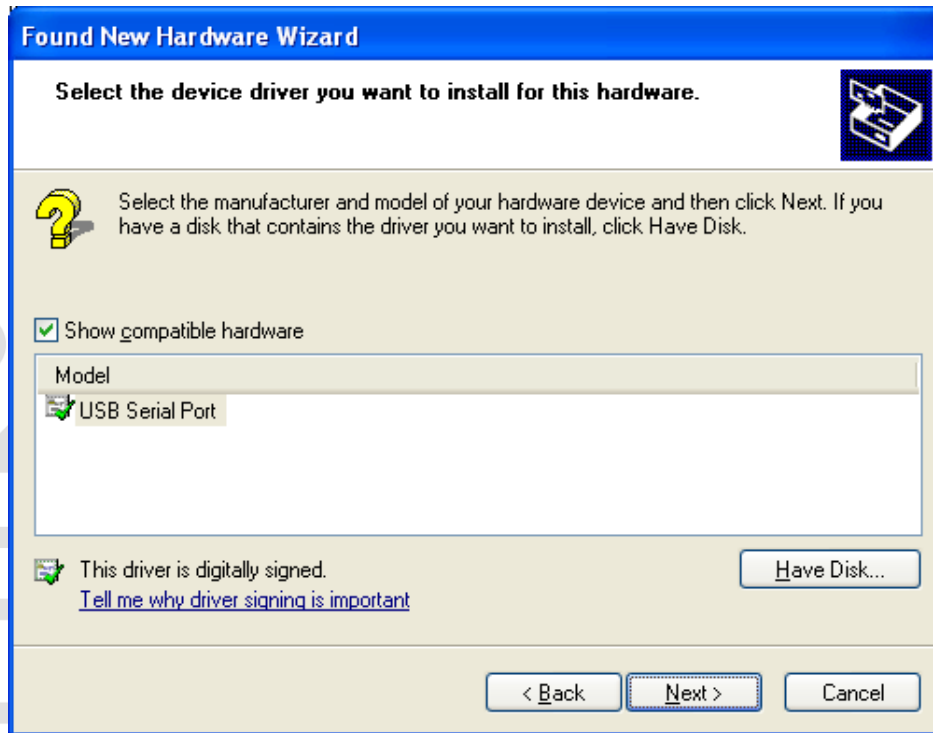 Found New Hardware Wizard
Select the device driver you want to install for this hardware.
Select the manufacturer and model of your hardware device and then click Next. If you
have a disk that contains the driver you want to install, click Have Disk.
Show compatible hardware
Model
USB Serial Port
This driver is digitally signed.
Have Disk...
Tell me why driver signing is important
< Back
Next >
Cancel